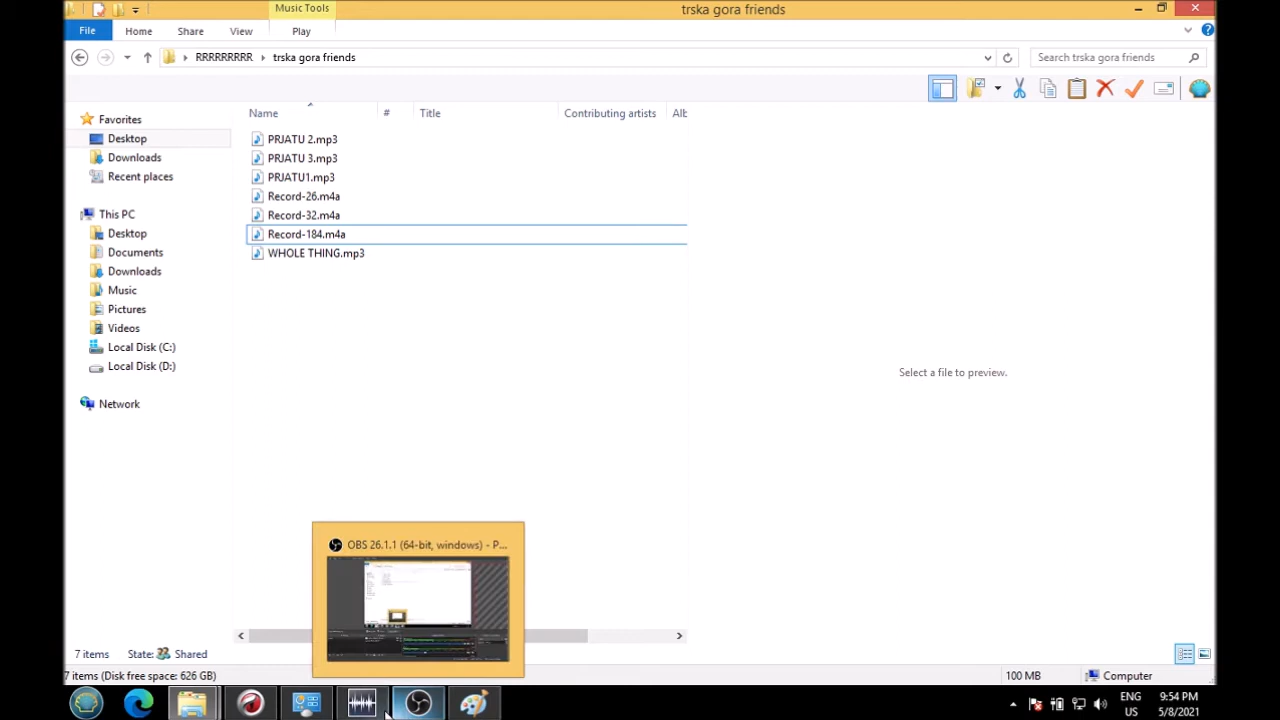 Music Tools
trska gora friends
File Home Share View Play
RRRRRRRRR trska gora friends
Search trska gora friends
Name # Title Contributing artists Alb
Favorites
Desktop
Downloads
Recent places
This PC
Desktop
Documents
Downloads
Music
Pictures
Videos
Local Disk (C:)
Local Disk (D:)
Network
PRJATU 2.mp3
PRJATU 3.mp3
PRJATU1.mp3
Record-26.m4a
Record-32.m4a
Record-184.m4a
WHOLE THING.mp3
Select a file to preview.
OBS 26.1.1 (64-bit, windows) - P...
7 items State: Shared
7 items (Disk free space: 626 GB) 100 MB Computer
ENG 9:54 PM
US 5/8/2021